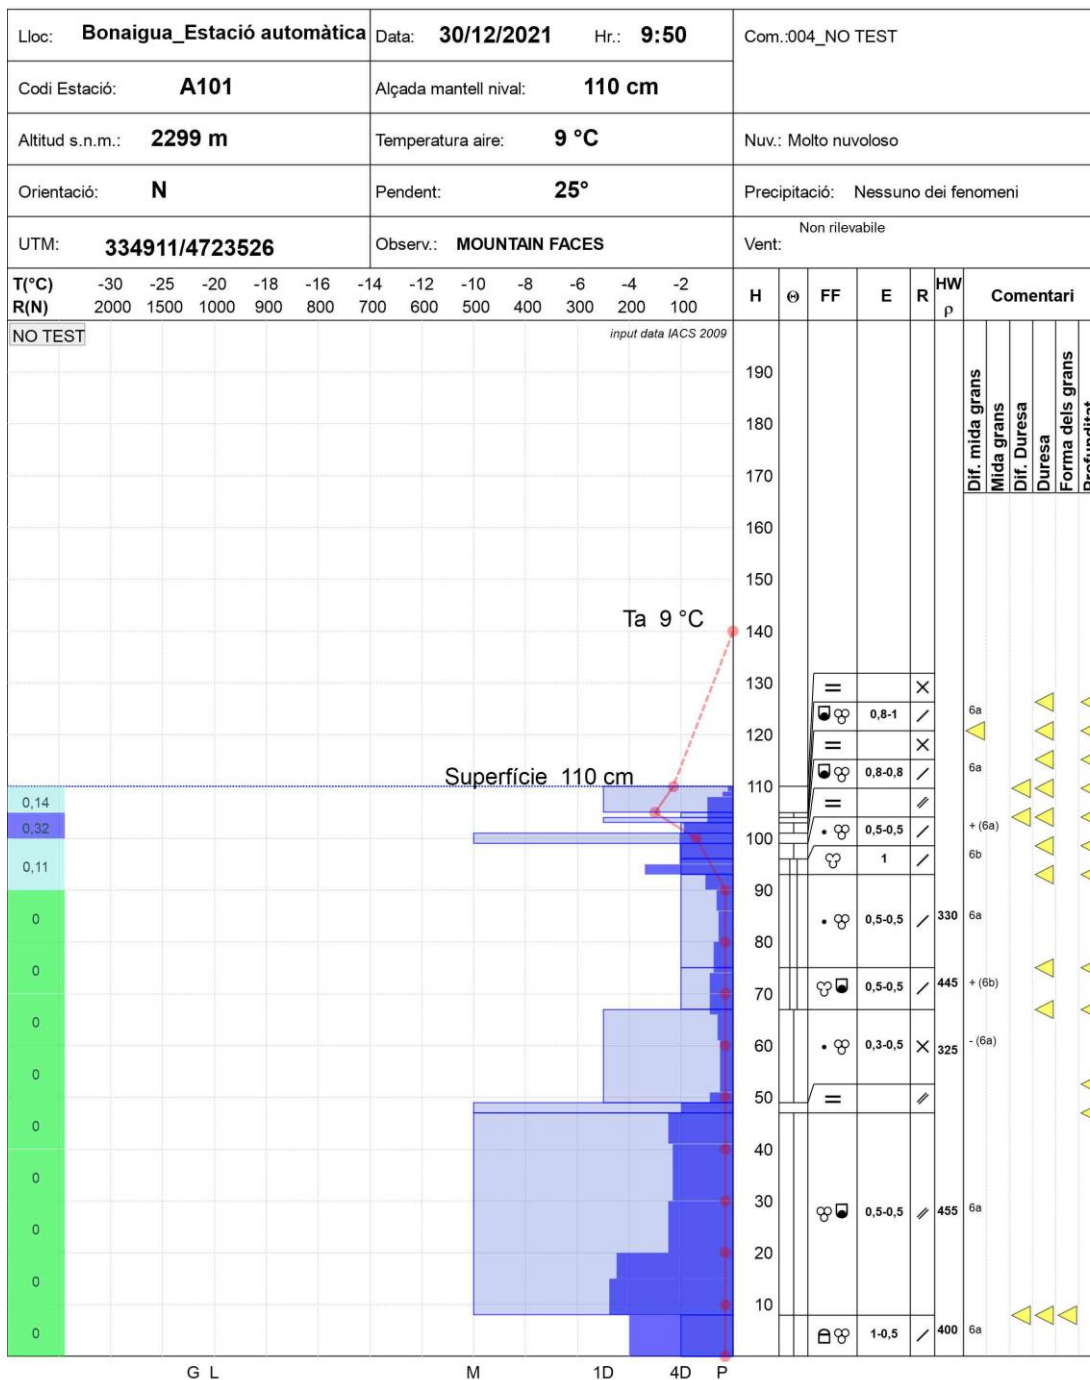 Lloc: Bonaigua_Estació automàtica Data: 30/12/2021 Hr.: 9:50 Com.:004_NO TEST
Codi Estació: A101 Alçada mantell nival: 110 cm
Altitud s.n.m.: 2299 m Temperatura aire: 9 °C Nuv.: Molto nuvoloso
Orientació: N Pendent: 25° Precipitació: Nessuno dei fenomeni
UTM: 334911/4723526 Observ.: MOUNTAIN FACES Vent: Non rilevabile
T(°C) -30 -25 -20 -18 -16 -14 -12 -10 -8 -6 -4 -2 H Θ FF E R HW Comentari
R(N) 2000 1500 1000 900 800 700 600 500 400 300 200 100 ρ
NO TEST input data IACS 2009
Dif. mida grans
Mida grans
Dif. Duresa
Duresa
Forma dels grans
Profunditat
190
180
170
160
150
Ta 9 °C 140
130 =
6a
0,8-1
120
=
6a
0,8-0,8
Superfície 110 cm 110
0,14 =
0,32 0,5-0,5 + (6a)
100
1 6b
0,11
90
0 0,5-0,5 330 6a
80
0 0,5-0,5 445 + (6b)
70
0
60 0,3-0,5 325 - (6a)
0
50 =
0
40
0
30
0 0,5-0,5 455 6a
20
0
10
0 1-0,5 400 6a
G L M 1D 4D P